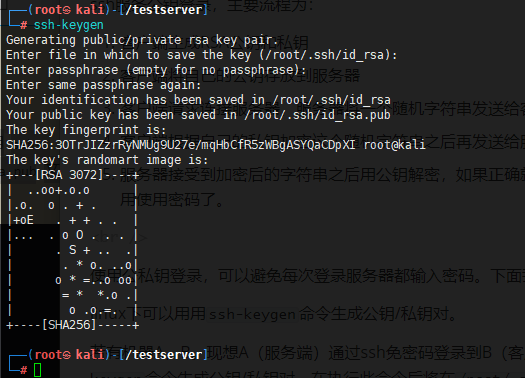 ┌──(root㉿kali)-[/testserver]
└─# ssh-keygen
Generating public/private rsa key pair.
Enter file in which to save the key (/root/.ssh/id_rsa):
Enter passphrase (empty for no passphrase):
Enter same passphrase again:
Your identification has been saved in /root/.ssh/id_rsa
Your public key has been saved in /root/.ssh/id_rsa.pub
The key fingerprint is:
SHA256:3OTrJIZzrRyNMUg9U27e/mqHbCfR5zWBgASYQaCDpXI root@kali
The key's randomart image is:
+---[RSA 3072]----+
|  ..oo+.o.o      |
|.o.  o . + .     |
|+oE   . + + . .  |
|... . o O . . .  |
|       . S + ..  .|
|        . * o. ..o|
|       o * =..o oo|
|        = *  *.o .|
|         o .o.=.  |
+----[SHA256]-----+
┌──(root㉿kali)-[/testserver]
└─#
主要流程为：
私钥
到服务器
随机字符串发送给
之后再发送给
服务器接受到加密后的字符串之后用公钥解密，如果正确
用使用密码了。
私钥登录，可以避免每次登录服务器都输入密码。下面
可以用用 ssh-keygen 命令生成公钥/私钥对。
现想A（服务端）通过ssh免密码登录到B（客